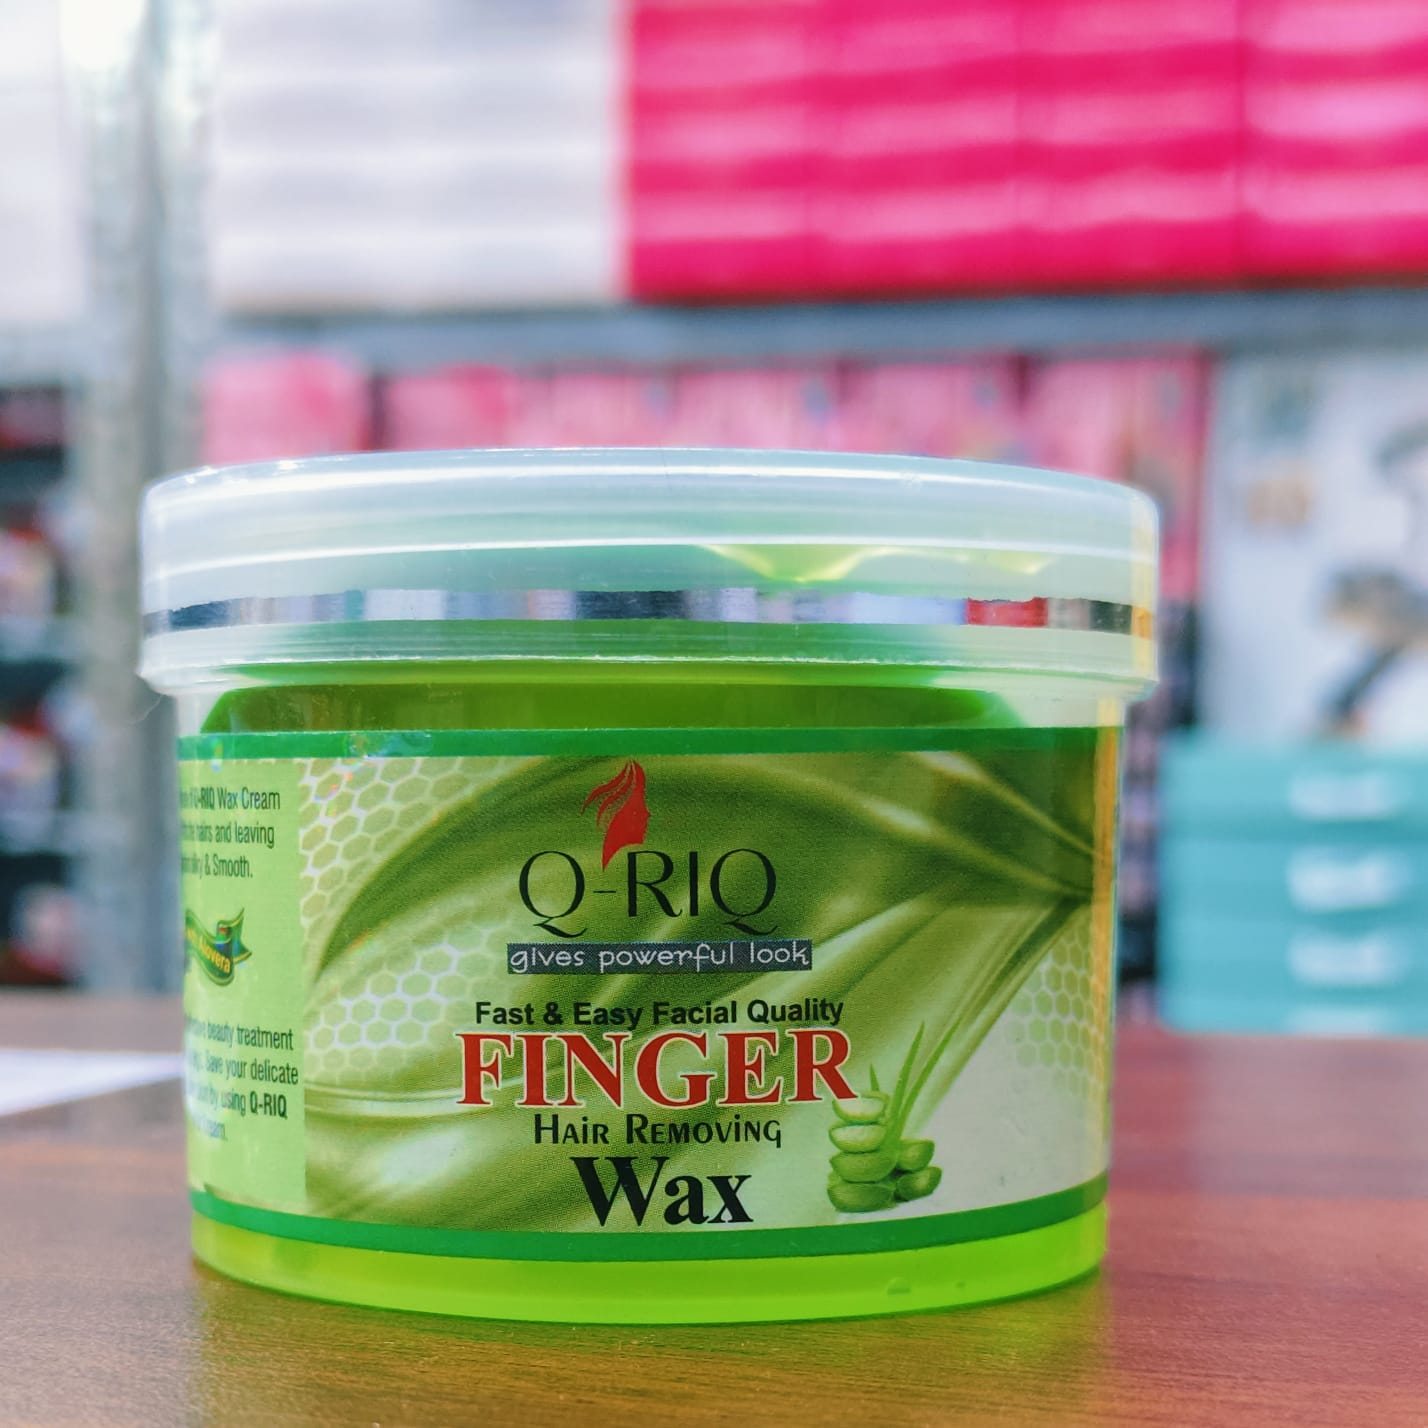 Q-RIQ
gives powerful look
Fast & Easy Facial Quality
FINGER
Hair Removing
Wax
Q-RIQ Wax Cream
hairs and leaving
& Smooth.
beauty treatment
Save your delicate
by using Q-RIQ